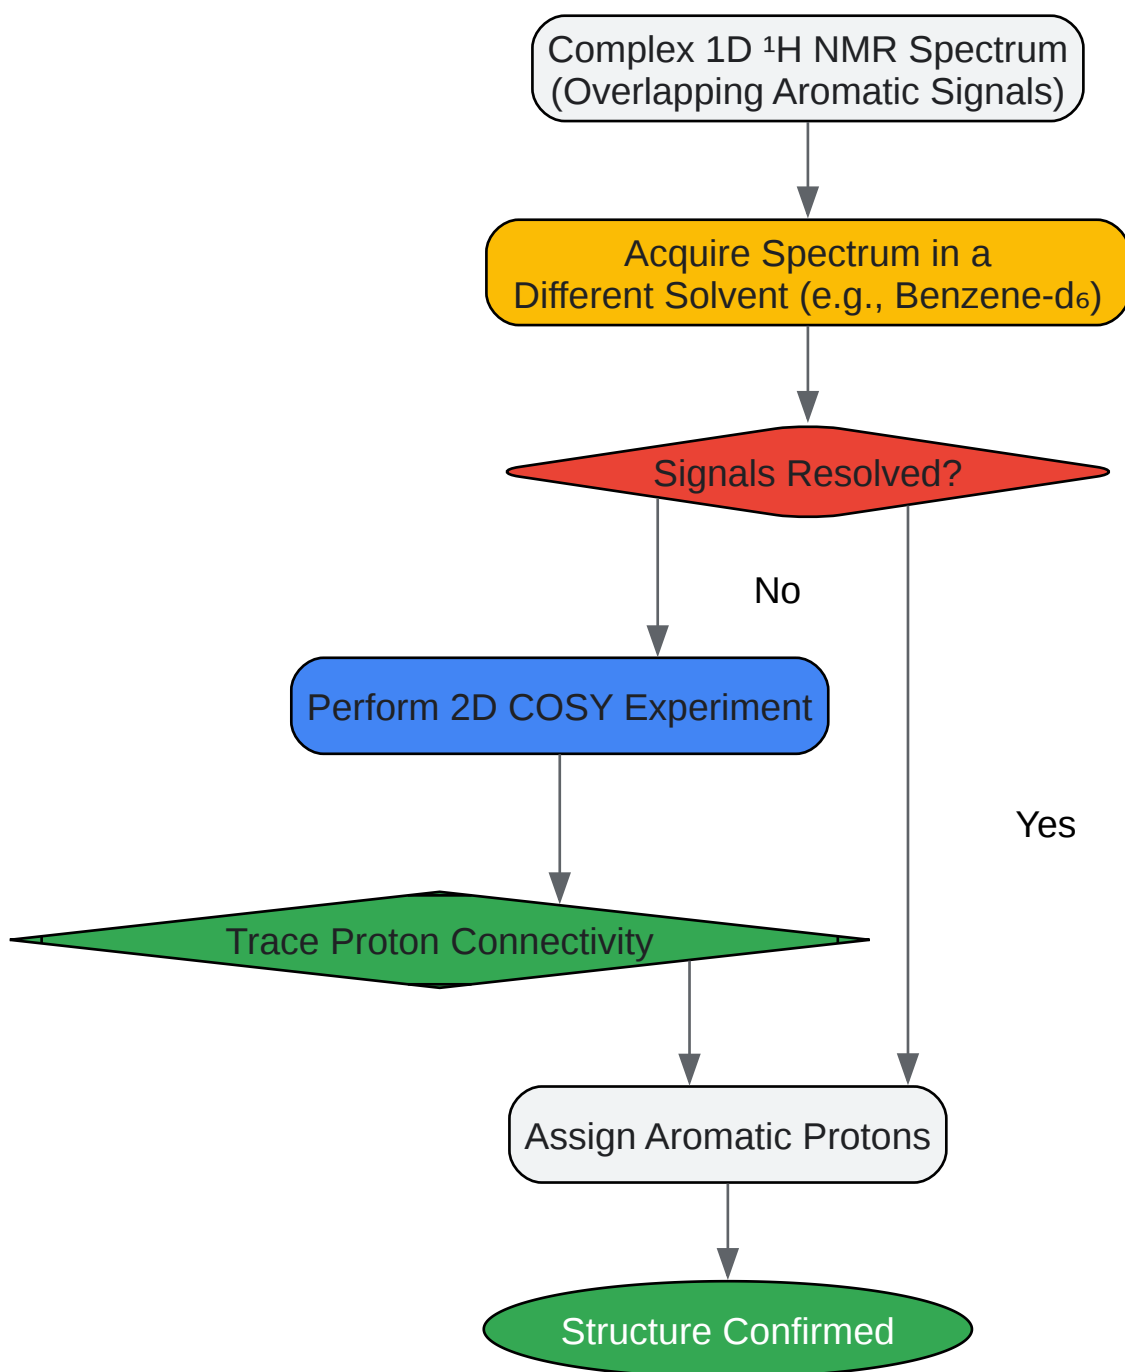 Complex 1D ¹H NMR Spectrum
(Overlapping Aromatic Signals)
Acquire Spectrum in a
Different Solvent (e.g., Benzene-d₆)
Signals Resolved?
No
Perform 2D COSY Experiment
Yes
Trace Proton Connectivity
Assign Aromatic Protons
Structure Confirmed